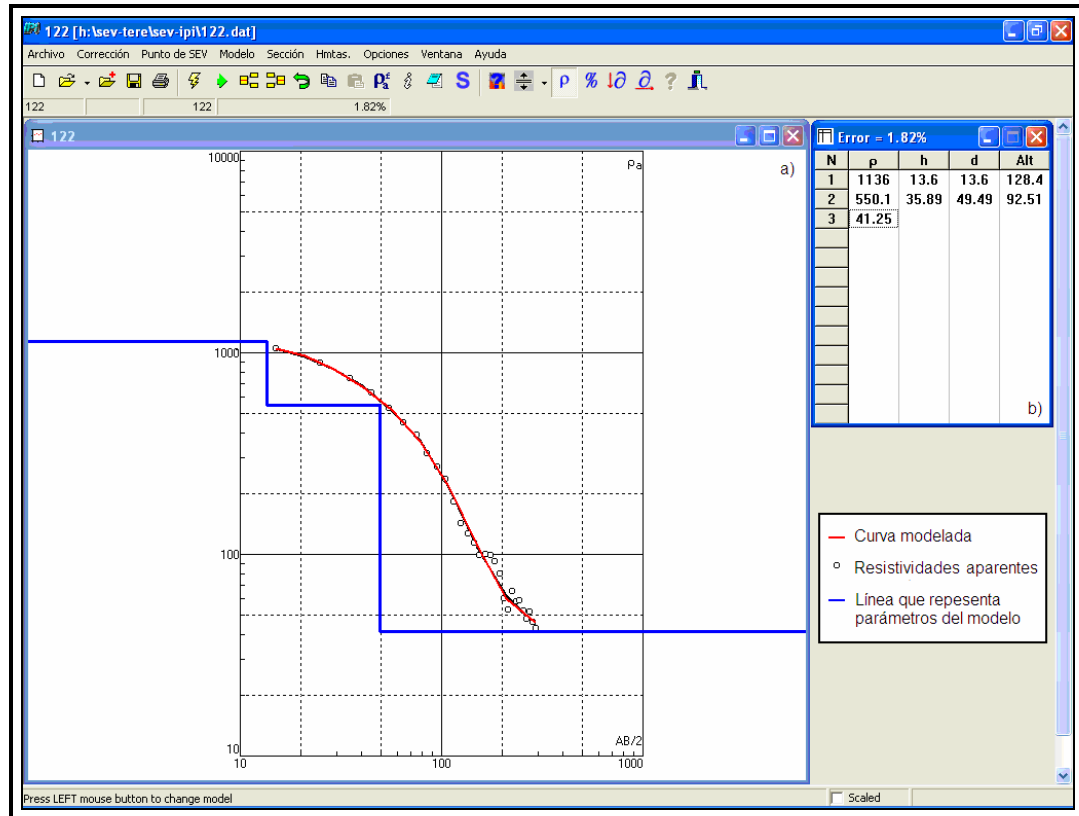 122 [h:\sev-tere\sev-ipi\122.dat]
Archivo Corrección Punto de SEV Modelo Sección Hmtas. Opciones Ventana Ayuda
ρ % ?
122 122 1.82%
122
a)
10000
ρa
1000
100
10
AB/2
10 100 1000
Error = 1.82%
N ρ h d Alt
1 1136 13.6 13.6 128.4
2 550.1 35.89 49.49 92.51
3 41.25
b)
Curva modelada
Resistividades aparentes
Línea que repesenta
parámetros del modelo
Press LEFT mouse button to change model
Scaled